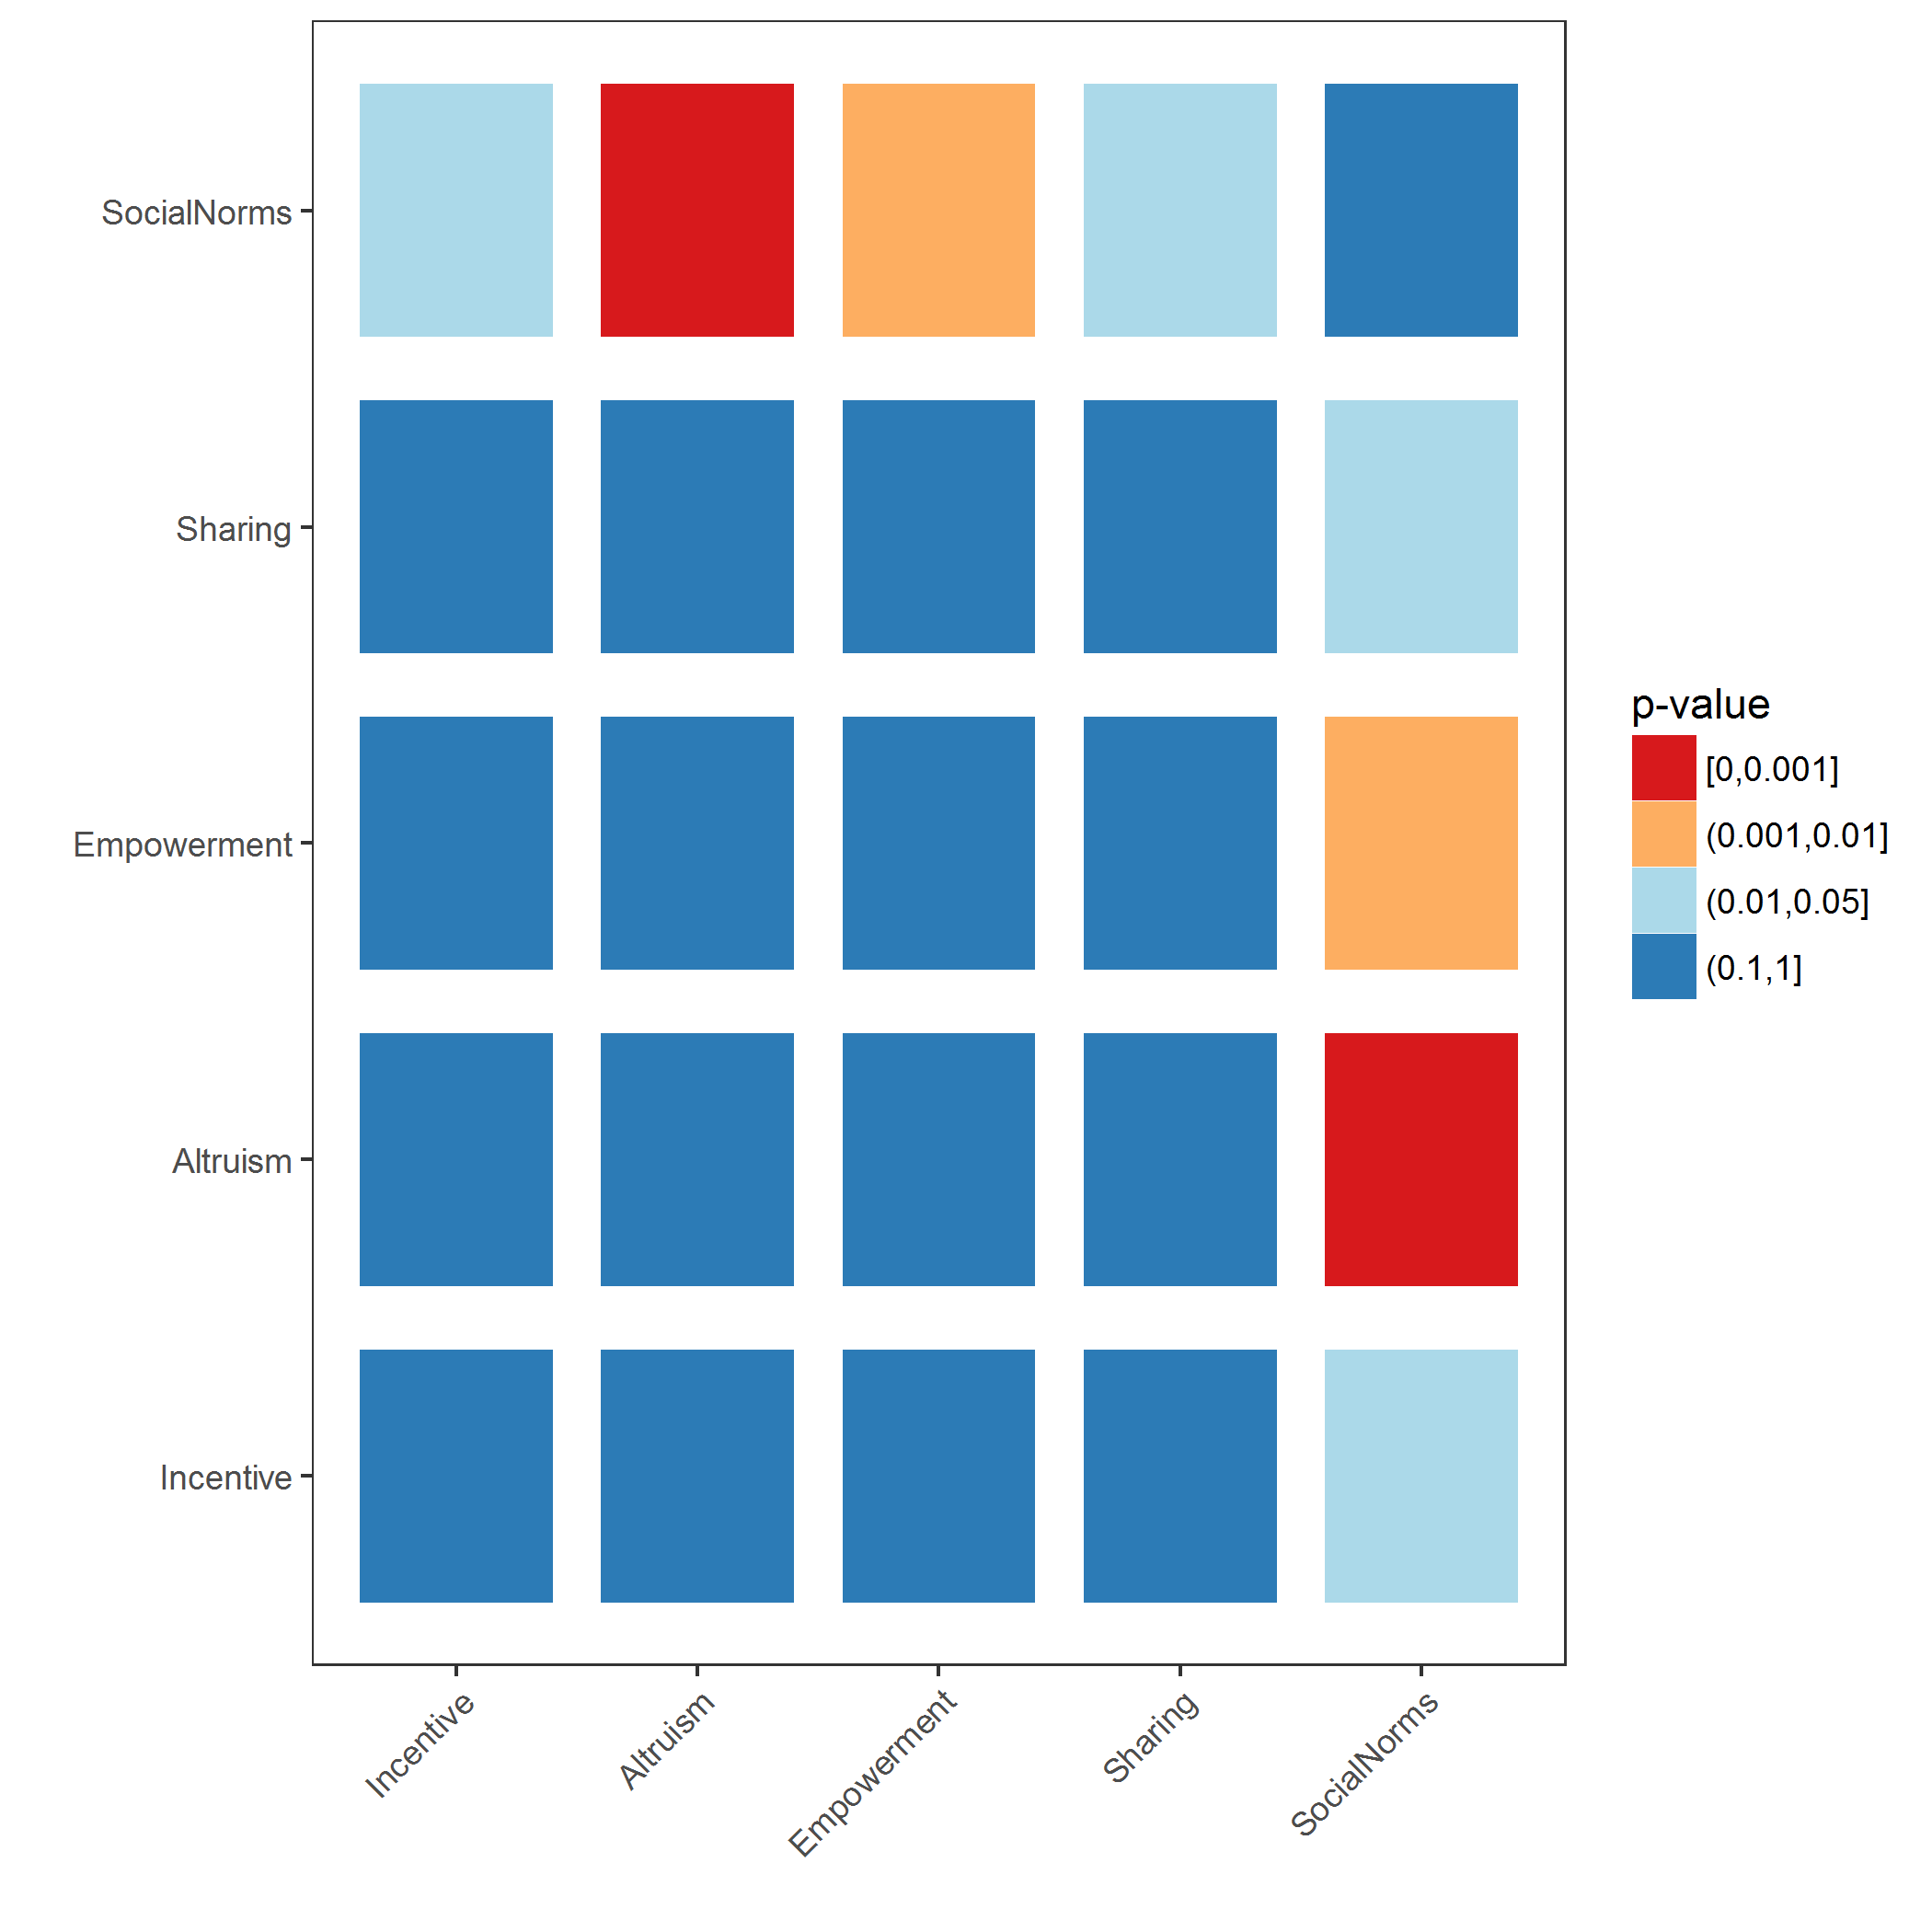 SocialNorms
Sharing
Empowerment
Altruism
Incentive
Incentive
Altruism
Empowerment
Sharing
SocialNorms
p-value
[0,0.001]
(0.001,0.01]
(0.01,0.05]
(0.1,1]